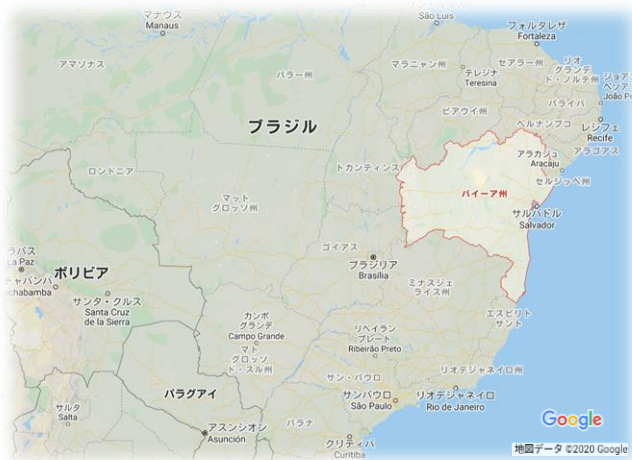 マナウス
Manaus
São Luís
フォルタレザ
Fortaleza
アマゾナス
パラー州
マラニャン州
セアラー州
テレジナ
Teresina
リオ
グランデ
ド・ノルテ州
ジョア
João Pe
パライバ
ピアウイ州
ペルナンブコ
レシフェ
Recife
ブラジル
アラゴアス
アラカジュ
Aracaju
セルジッペ州
ロンドニア
トカンティンス
バイーア州
マット
グロッソ州
サルバドル
Salvador
ゴイアス
ブラジリア
Brasília
ラパス
La Paz
ボリビア
チャバンバ
ochabamba
サンタ・クルス
Santa Cruz
de la Sierra
ミナスジェ
ライス州
エスピリト
サント
カンポ
グランデ
Campo Grande
マト
グロッソ
ド・スル州
リベイラン
プレート
Ribeirão Preto
リオデジャネイロ州
サン・パウロ
パラグアイ
サンパウロ
São Paulo
リオデジャネイロ
Rio de Janeiro
サルタ
Salta
アスンシオン
Asunción
パラナ
クリティバ
Curitiba
Google
地図データ ©2020 Google